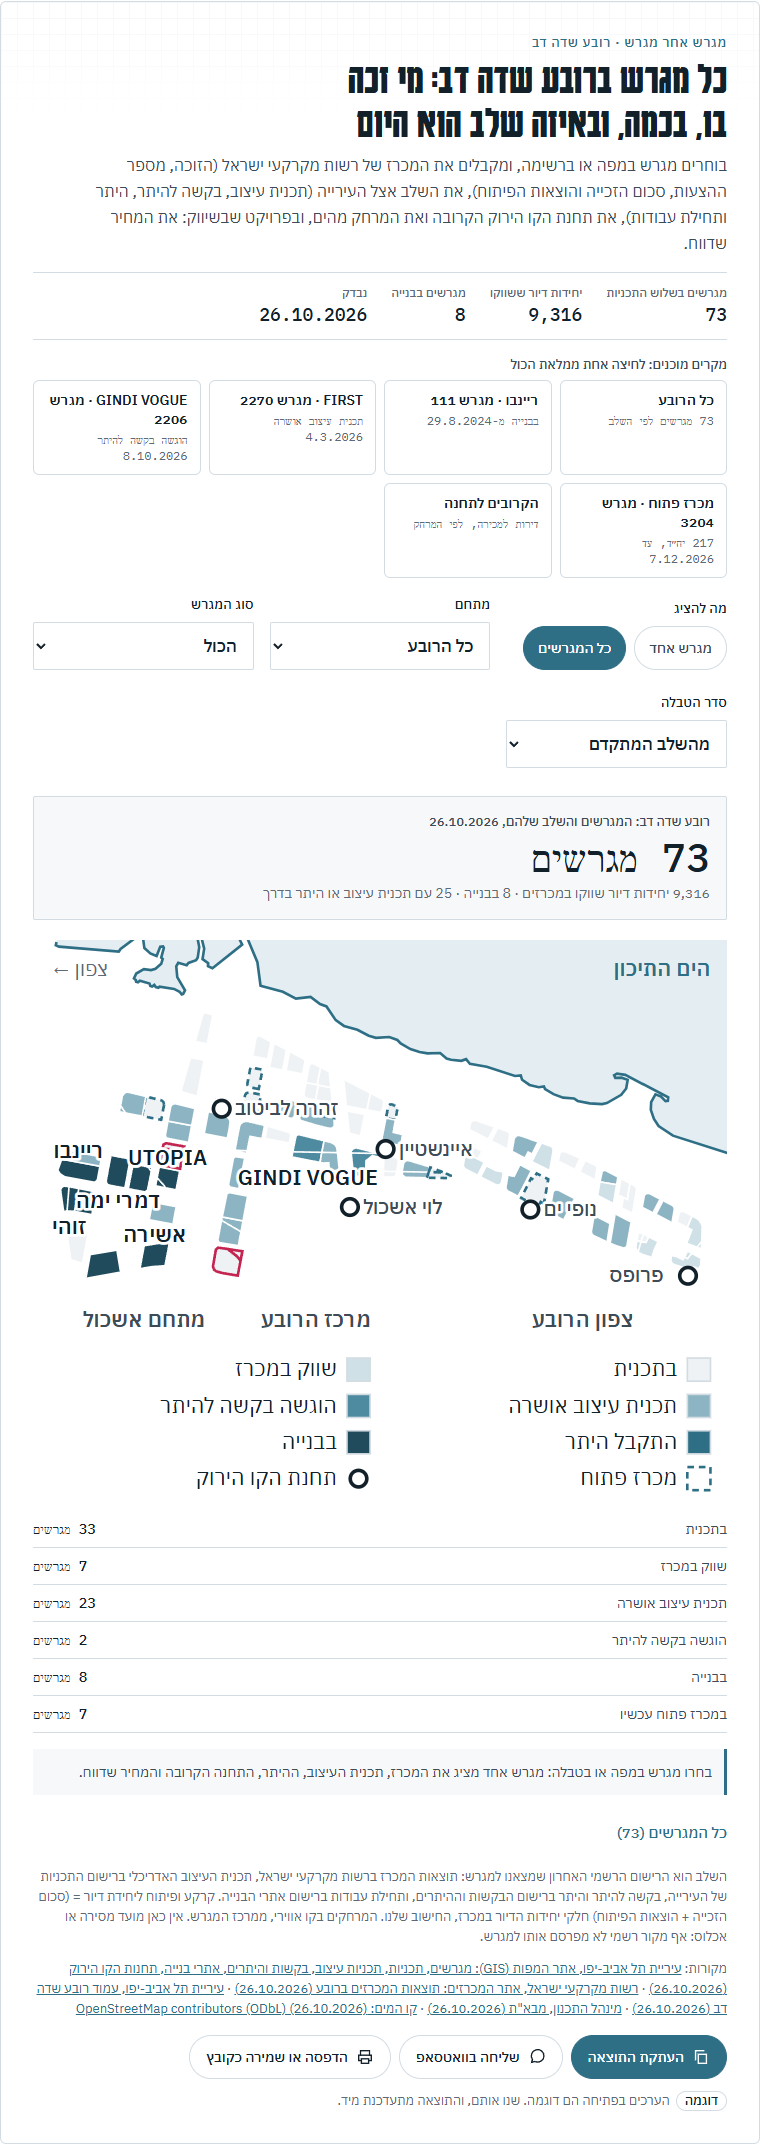 מגרש אחר מגרש · רובע שדה דב
כל מגרש ברובע שדה דב: מי זכה
בו, בכמה, ובאיזה שלב הוא היום
בוחרים מגרש במפה או ברשימה, ומקבלים את המכרז של רשות מקרקעי ישראל (הזוכה, מספר
ההצעות, סכום הזכייה והוצאות הפיתוח), את השלב אצל העירייה (תכנית עיצוב, בקשה להיתר, היתר
ותחילת עבודות), את תחנת הקו הירוק הקרובה ואת המרחק מהים, ובפרויקט שבשיווק: את המחיר
שדווח.
מגרשים בשלוש התכניות
73
יחידות דיור ששווקו
9,316
מגרשים בבנייה
8
נבדק
26.10.2026
מקרים מוכנים: לחיצה אחת ממלאת הכול
כל הרובע
73 מגרשים לפי השלב
ריינבו · מגרש 111
בבנייה מ-29.8.2024
FIRST · מגרש 2270
תכנית עיצוב אושרה
4.3.2026
GINDI VOGUE · מגרש
2206
הוגשה בקשה להיתר
8.10.2026
מכרז פתוח · מגרש
3204
217 יח״ד, עד
7.12.2026
הקרובים לתחנה
דירות למכירה, לפי המרחק
מה להציג
מגרש אחד
כל המגרשים
מתחם
כל הרובע
סוג המגרש
הכול
סדר הטבלה
מהשלב המתקדם
רובע שדה דב: המגרשים והשלב שלהם, 26.10.2026
73 מגרשים
9,316 יחידות דיור שווקו במכרזים · 8 בבנייה · 25 עם תכנית עיצוב או היתר בדרך
הים התיכון
צפון ←
זהרה לביטוב
איינשטיין
ריינבו
UTOPIA
GINDI VOGUE
דמרי ימה
לוי אשכול
נופי ים
זוהי
אשירה
פרופס
צפון הרובע
מרכז הרובע
מתחם אשכול
בתכנית
שווק במכרז
תכנית עיצוב אושרה
הוגשה בקשה להיתר
התקבל היתר
בבנייה
מכרז פתוח
תחנת הקו הירוק
בתכנית 33 מגרשים
שווק במכרז 7 מגרשים
תכנית עיצוב אושרה 23 מגרשים
הוגשה בקשה להיתר 2 מגרשים
בבנייה 8 מגרשים
במכרז פתוח עכשיו 7 מגרשים
בחרו מגרש במפה או בטבלה: מגרש אחד מציג את המכרז, תכנית העיצוב, ההיתר, התחנה הקרובה והמחיר שדווח.
כל המגרשים (73)
השלב הוא הרישום הרשמי האחרון שמצאנו למגרש: תוצאות המכרז ברשות מקרקעי ישראל, תכנית העיצוב האדריכלי ברישום התכניות
של העירייה, בקשה להיתר והיתר ברישום הבקשות וההיתרים, ותחילת עבודות ברישום אתרי הבנייה. קרקע ופיתוח ליחידת דיור = (סכום
הזכייה + הוצאות הפיתוח) חלקי יחידות הדיור במכרז, החישוב שלנו. המרחקים בקו אווירי, ממרכז המגרש. אין כאן מועד מסירה או
אכלוס: אף מקור רשמי לא מפרסם אותו למגרש.
מקורות: עיריית תל אביב-יפו, אתר המפות (GIS): מגרשים, תכניות, תכניות עיצוב, בקשות והיתרים, אתרי בנייה, תחנות הקו הירוק
(26.10.2026) · רשות מקרקעי ישראל, אתר המכרזים: תוצאות המכרזים ברובע (26.10.2026) · עיריית תל אביב-יפו, עמוד רובע שדה
דב (26.10.2026) · מינהל התכנון, מבא"ת (26.10.2026) · קו המים: OpenStreetMap contributors (ODbL) (26.10.2026)
העתקת התוצאה
שליחה בוואטסאפ
הדפסה או שמירה כקובץ
דוגמה הערכים בפתיחה הם דוגמה. שנו אותם, והתוצאה מתעדכנת מיד.